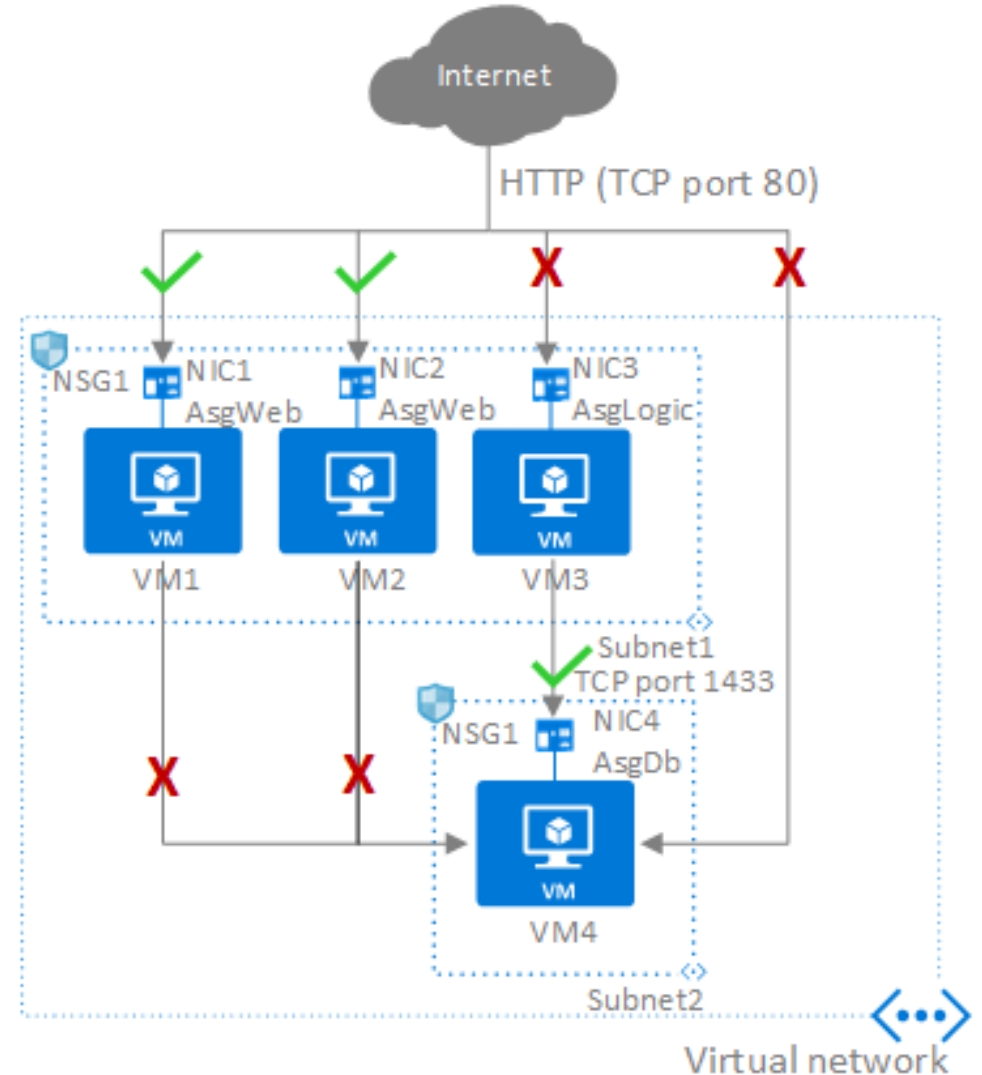 Internet
HTTP (TCP port 80)
X
X
NSG1
NIC1
AsgWeb
NIC2
AsgWeb
NIC3
AsgLogic
VM
VM
VM
VM1
VM2
VM3
Subnet1
TCP port 1433
NSG1
NIC4
AsgDb
X
X
VM
VM4
Subnet2
Virtual network